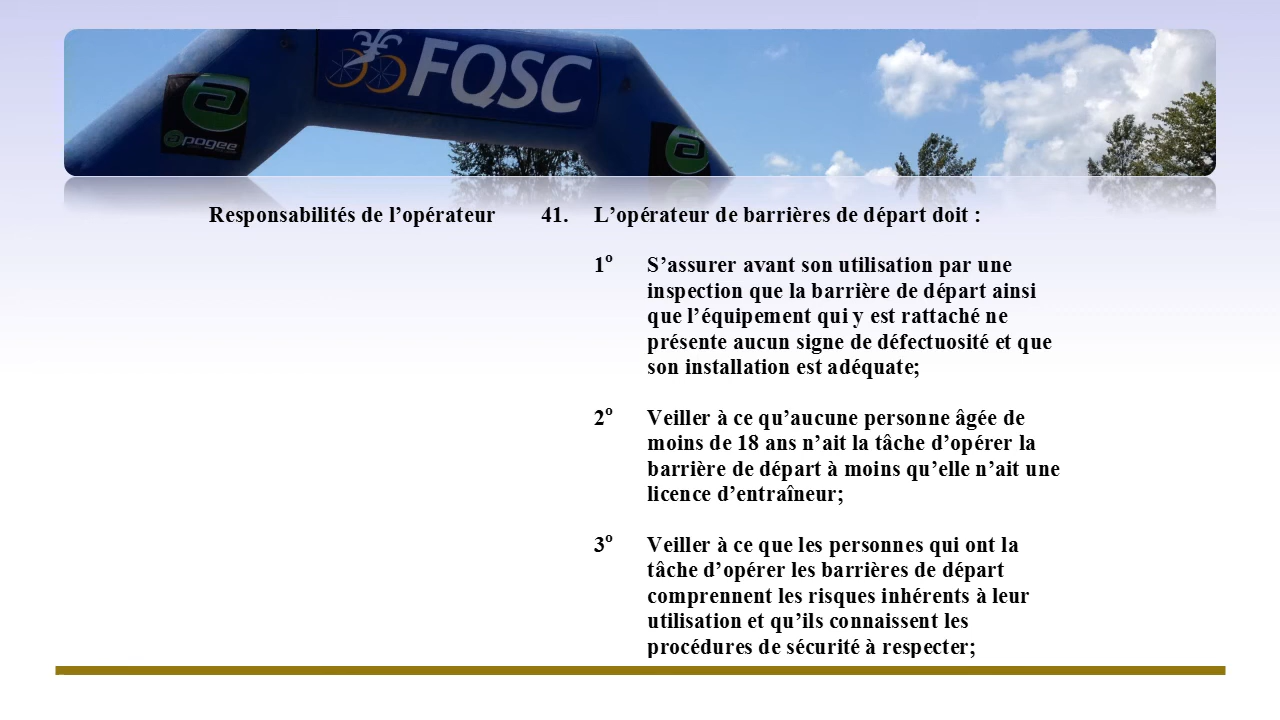 FQSC
apogee
Responsabilités de l’opérateur 41. L’opérateur de barrières de départ doit :
1º S’assurer avant son utilisation par une
inspection que la barrière de départ ainsi
que l’équipement qui y est rattaché ne
présente aucun signe de défectuosité et que
son installation est adéquate;
2º Veiller à ce qu’aucune personne âgée de
moins de 18 ans n’ait la tâche d’opérer la
barrière de départ à moins qu’elle n’ait une
licence d’entraîneur;
3º Veiller à ce que les personnes qui ont la
tâche d’opérer les barrières de départ
comprennent les risques inhérents à leur
utilisation et qu’ils connaissent les
procédures de sécurité à respecter;